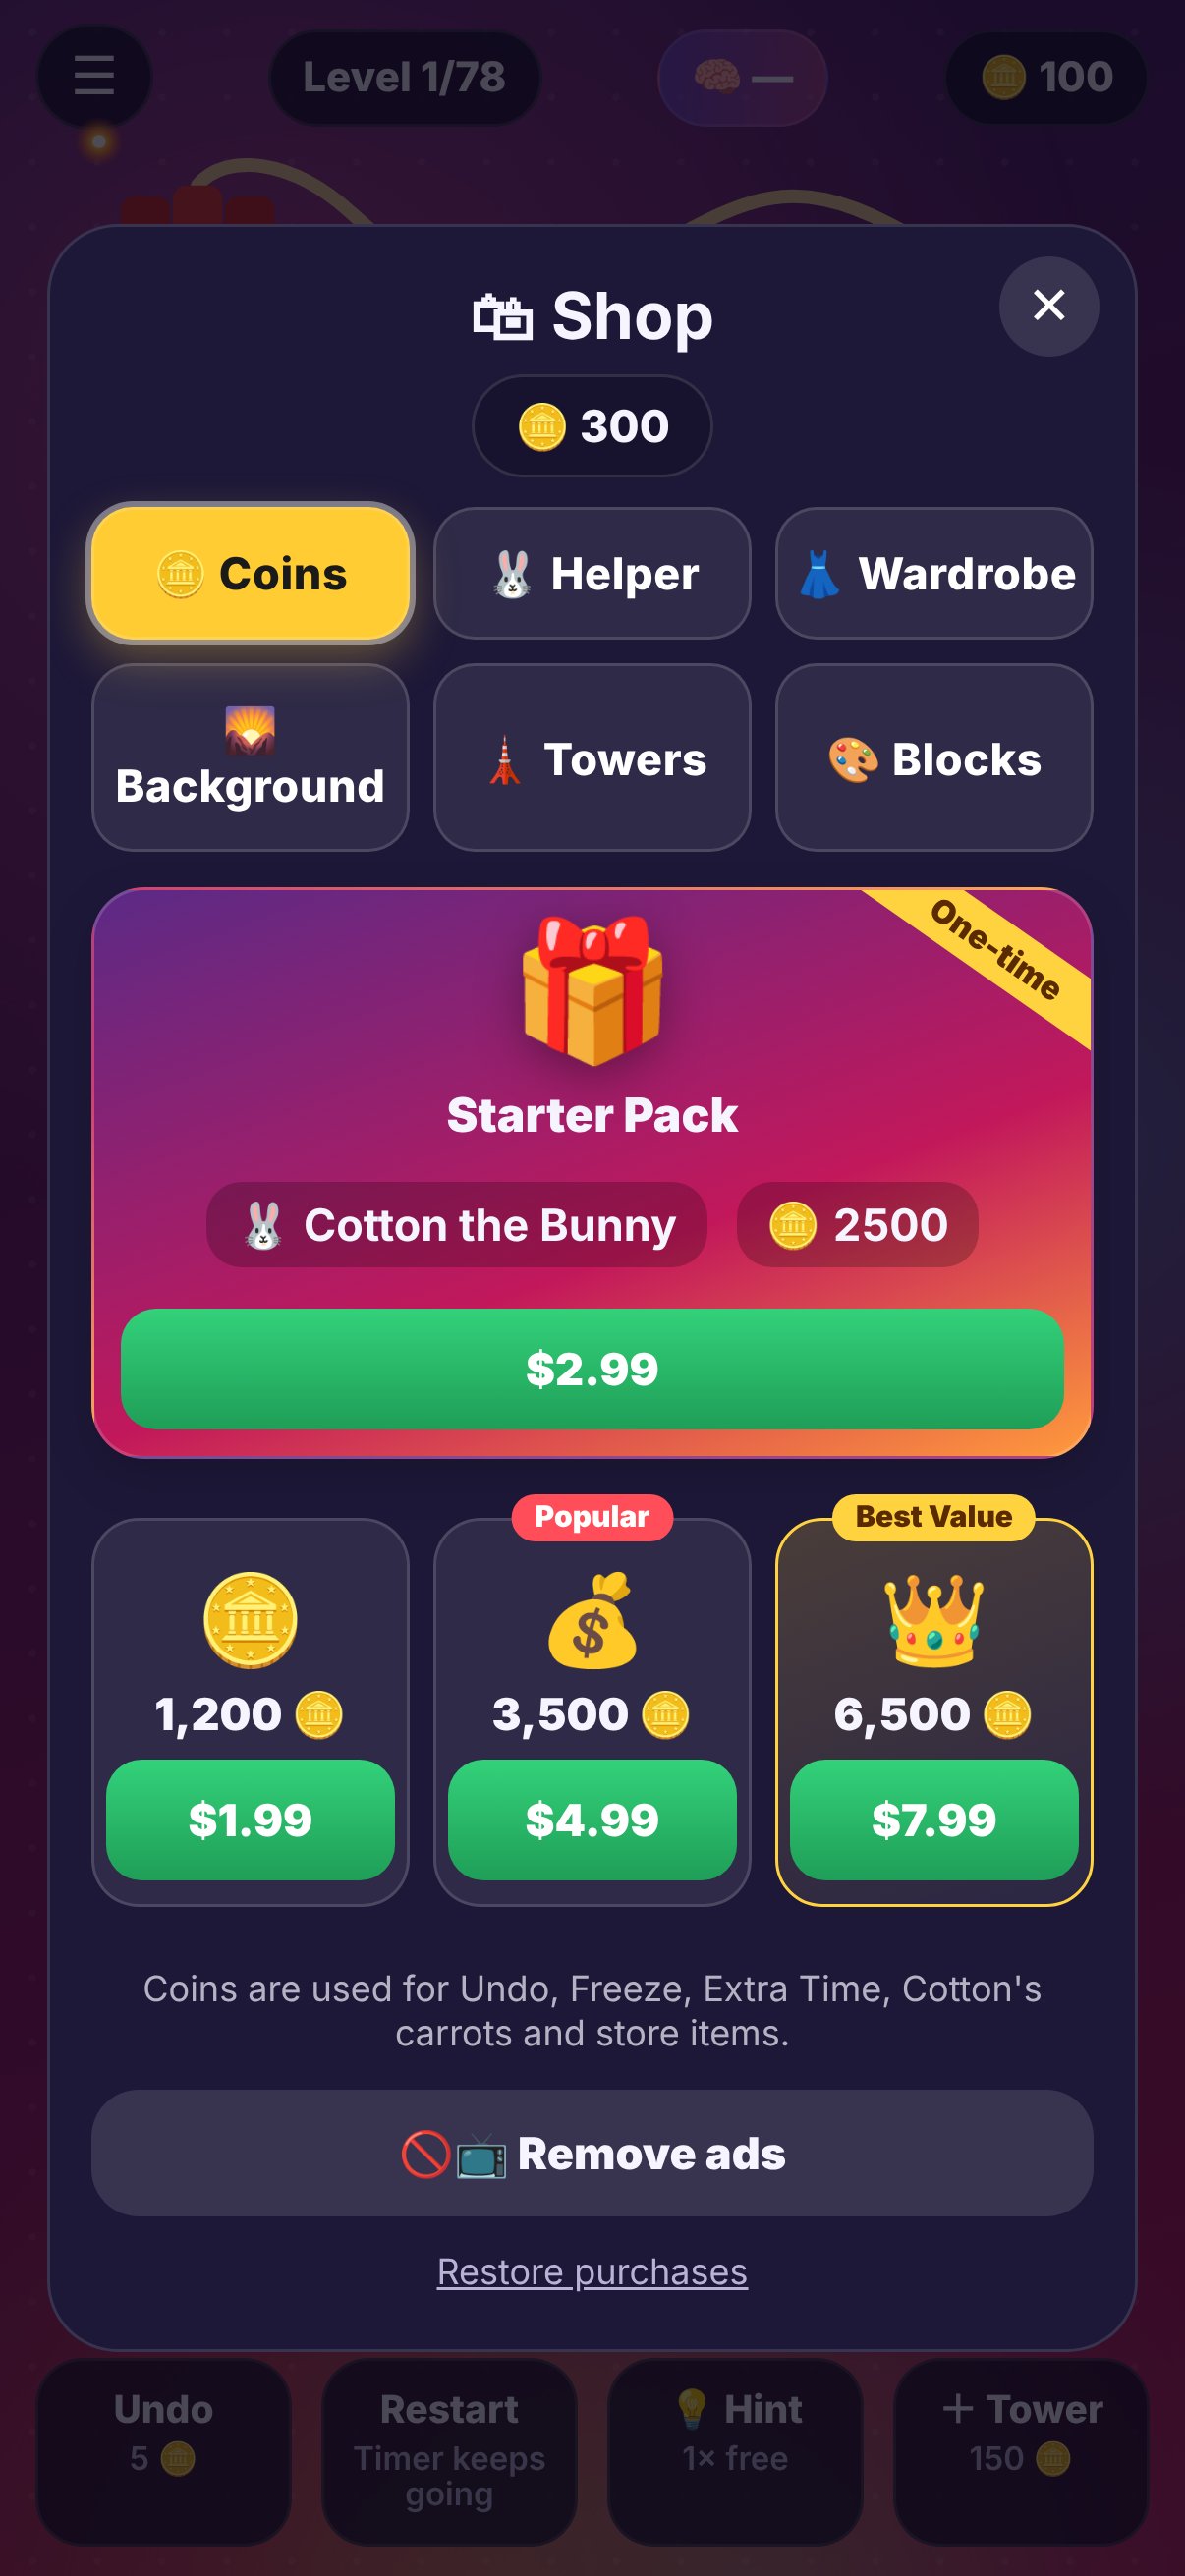 Level 1/78
—
100
Shop
300
Coins
Helper
Wardrobe
Background
Towers
Blocks
One-time
Starter Pack
Cotton the Bunny
2500
$2.99
Popular
Best Value
1,200
3,500
6,500
$1.99
$4.99
$7.99
Coins are used for Undo, Freeze, Extra Time, Cotton's
carrots and store items.
Remove ads
Restore purchases
Undo
Restart
Hint
+ Tower
5
Timer keeps
going
1× free
150